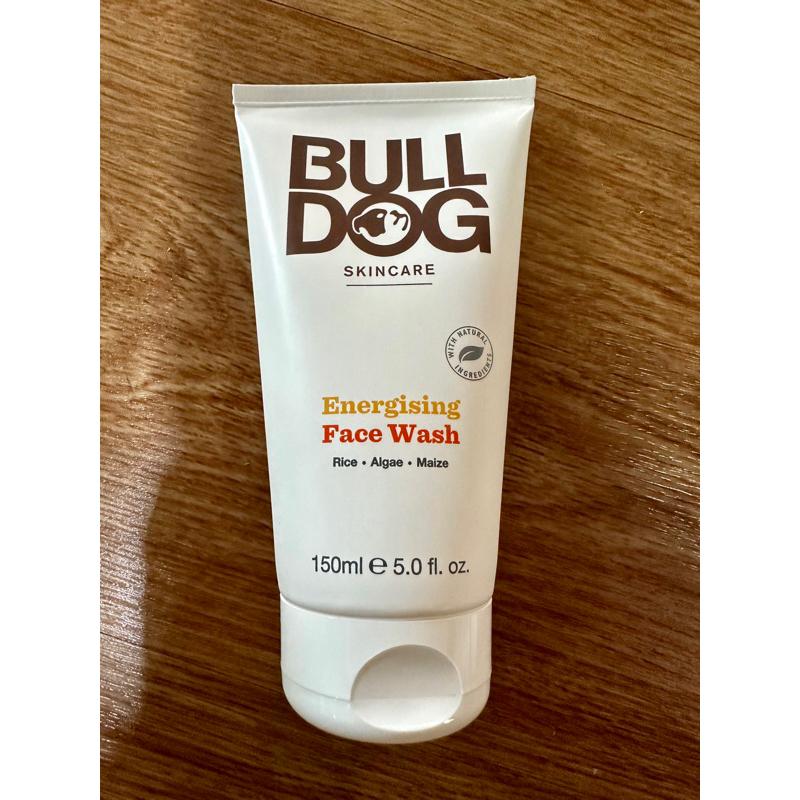 BULL
DOG
SKINCARE
WITH NATURAL
INGREDIENTS
Energising
Face Wash
Rice • Algae • Maize
150ml ℮ 5.0 fl. oz.